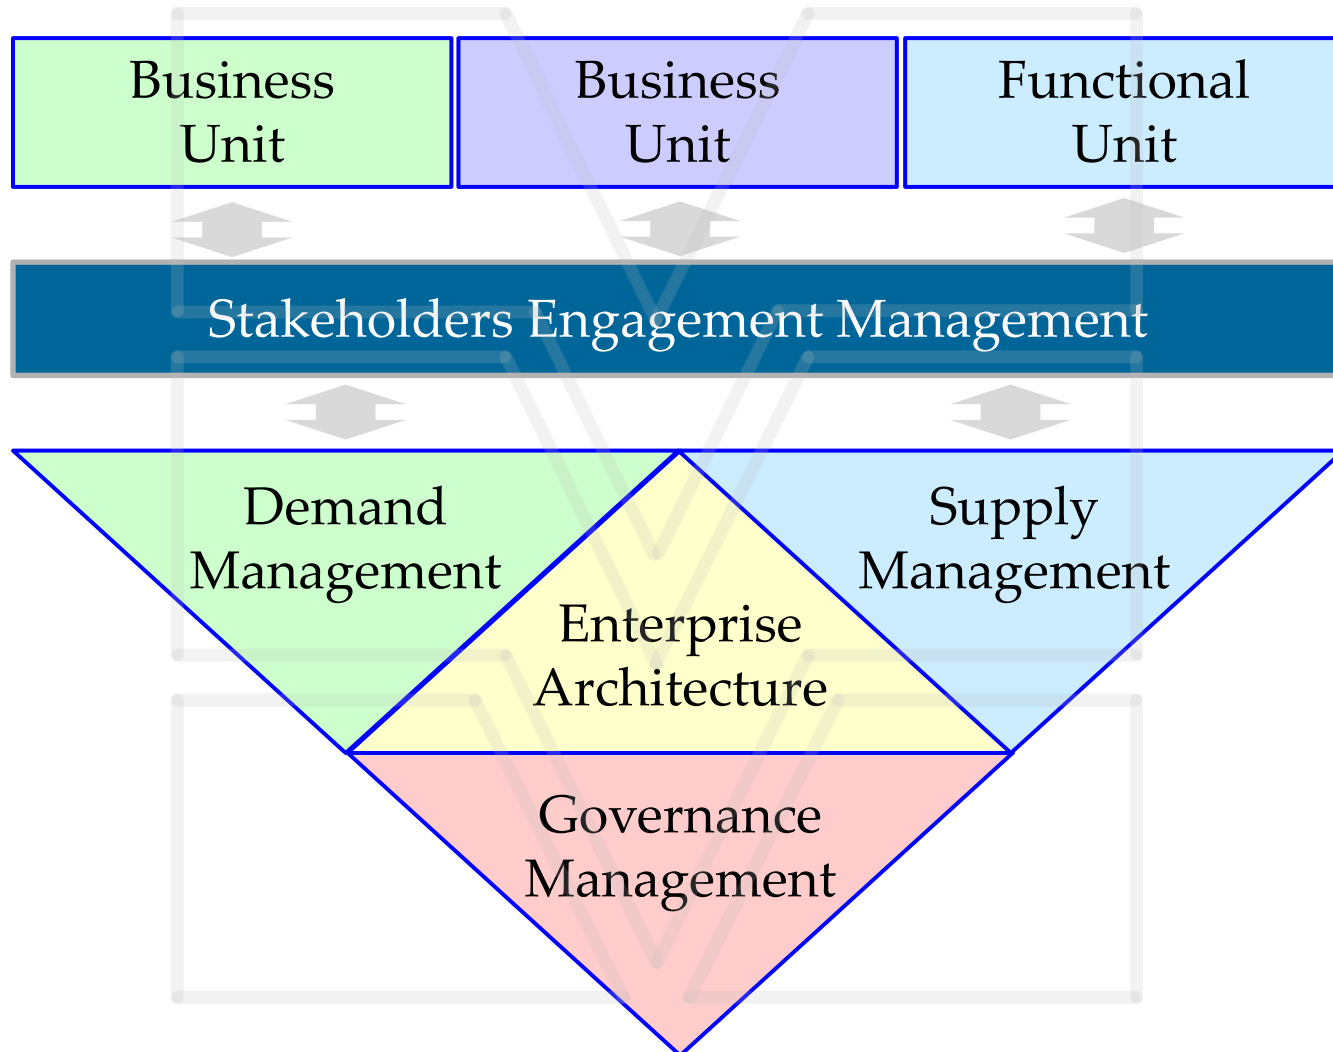 Business
Unit
Business
Unit
Functional
Unit
Stakeholders Engagement Management
Demand
Management
Supply
Management
Enterprise
Architecture
Governance
Management